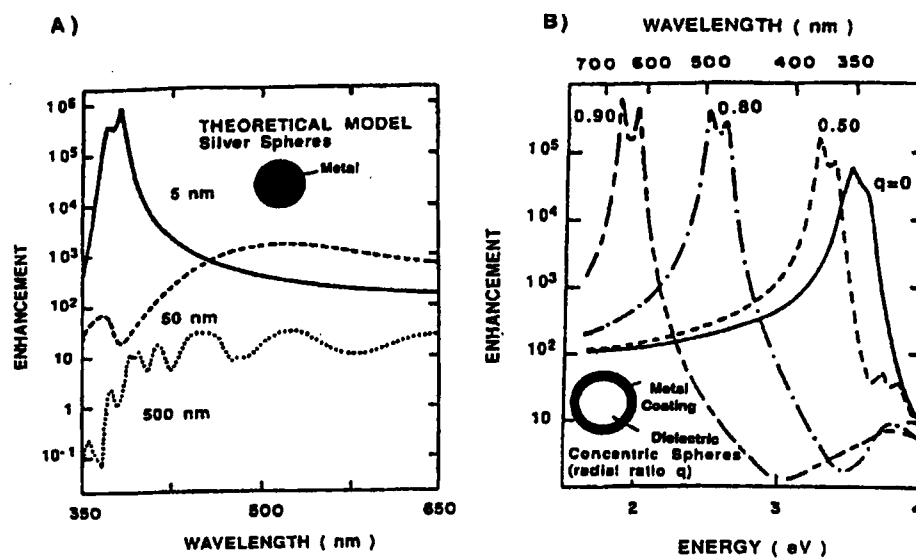 A)
10⁶
10⁵
10⁴
10³
10²
10
1
10⁻¹
ENHANCEMENT
THEORETICAL MODEL
Silver Spheres
Metal
5 nm
50 nm
500 nm
350 500 650
WAVELENGTH ( nm )
B)
WAVELENGTH ( nm )
700 600 500 400 350
10⁵
10⁴
10³
10²
10
ENHANCEMENT
0.90
0.80
0.50
q=0
Metal
Coating
Dielectric
Concentric Spheres
(radial ratio q)
2 3 4
ENERGY ( eV )